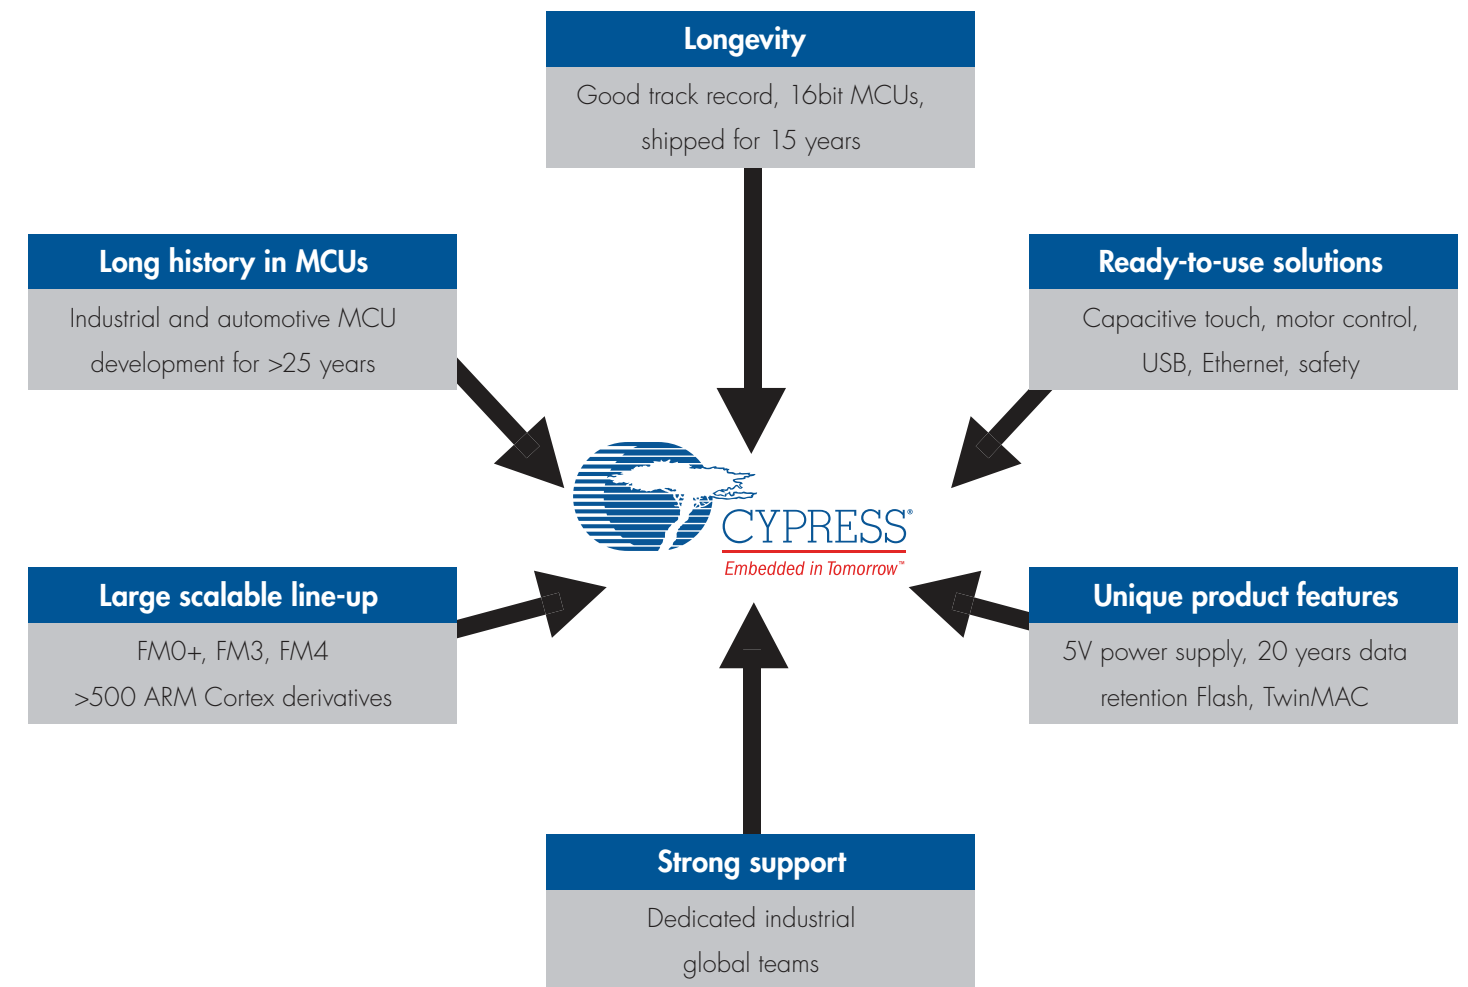 Longevity
Good track record, 16bit MCUs,
shipped for 15 years
Long history in MCUs
Industrial and automotive MCU
development for >25 years
Ready-to-use solutions
Capacitive touch, motor control,
USB, Ethernet, safety
CYPRESS®
Embedded in Tomorrow™
Large scalable line-up
FM0+, FM3, FM4
>500 ARM Cortex derivatives
Unique product features
5V power supply, 20 years data
retention Flash, TwinMAC
Strong support
Dedicated industrial
global teams